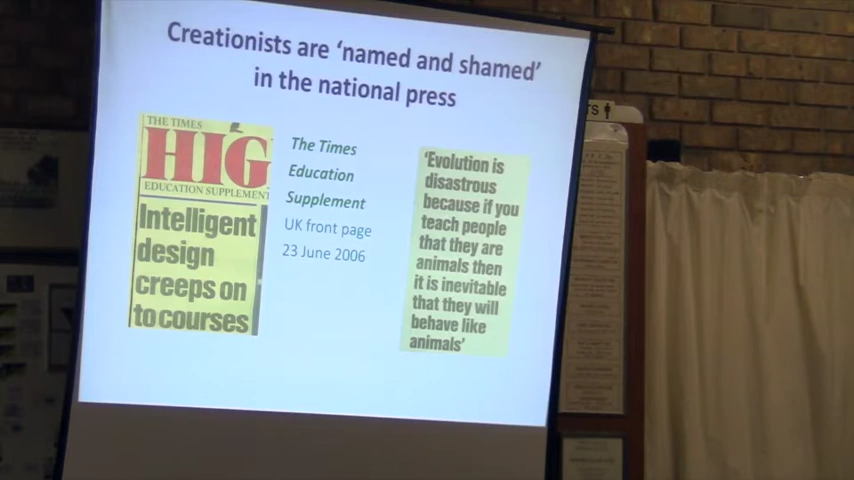 Creationists are ‘named and shamed’
in the national press
THE TIMES
HIG
EDUCATION SUPPLEMENT
Intelligent
design
creeps on
to courses
The Times
Education
Supplement
UK front page
23 June 2006
‘Evolution is
disastrous
because if you
teach people
that they are
animals then
it is inevitable
that they will
behave like
animals’